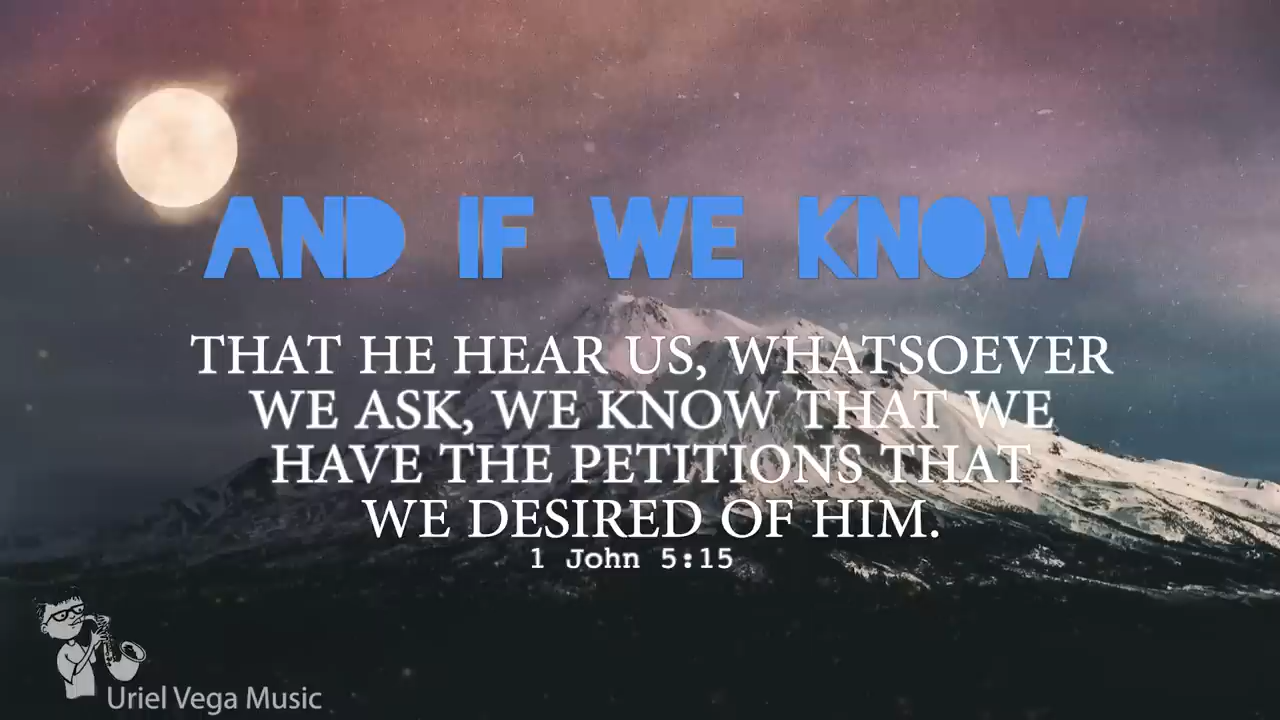 AND IF WE KNOW
THAT HE HEAR US, WHATSOEVER
WE ASK, WE KNOW THAT WE
HAVE THE PETITIONS THAT
WE DESIRED OF HIM.
1 John 5:15
Uriel Vega Music